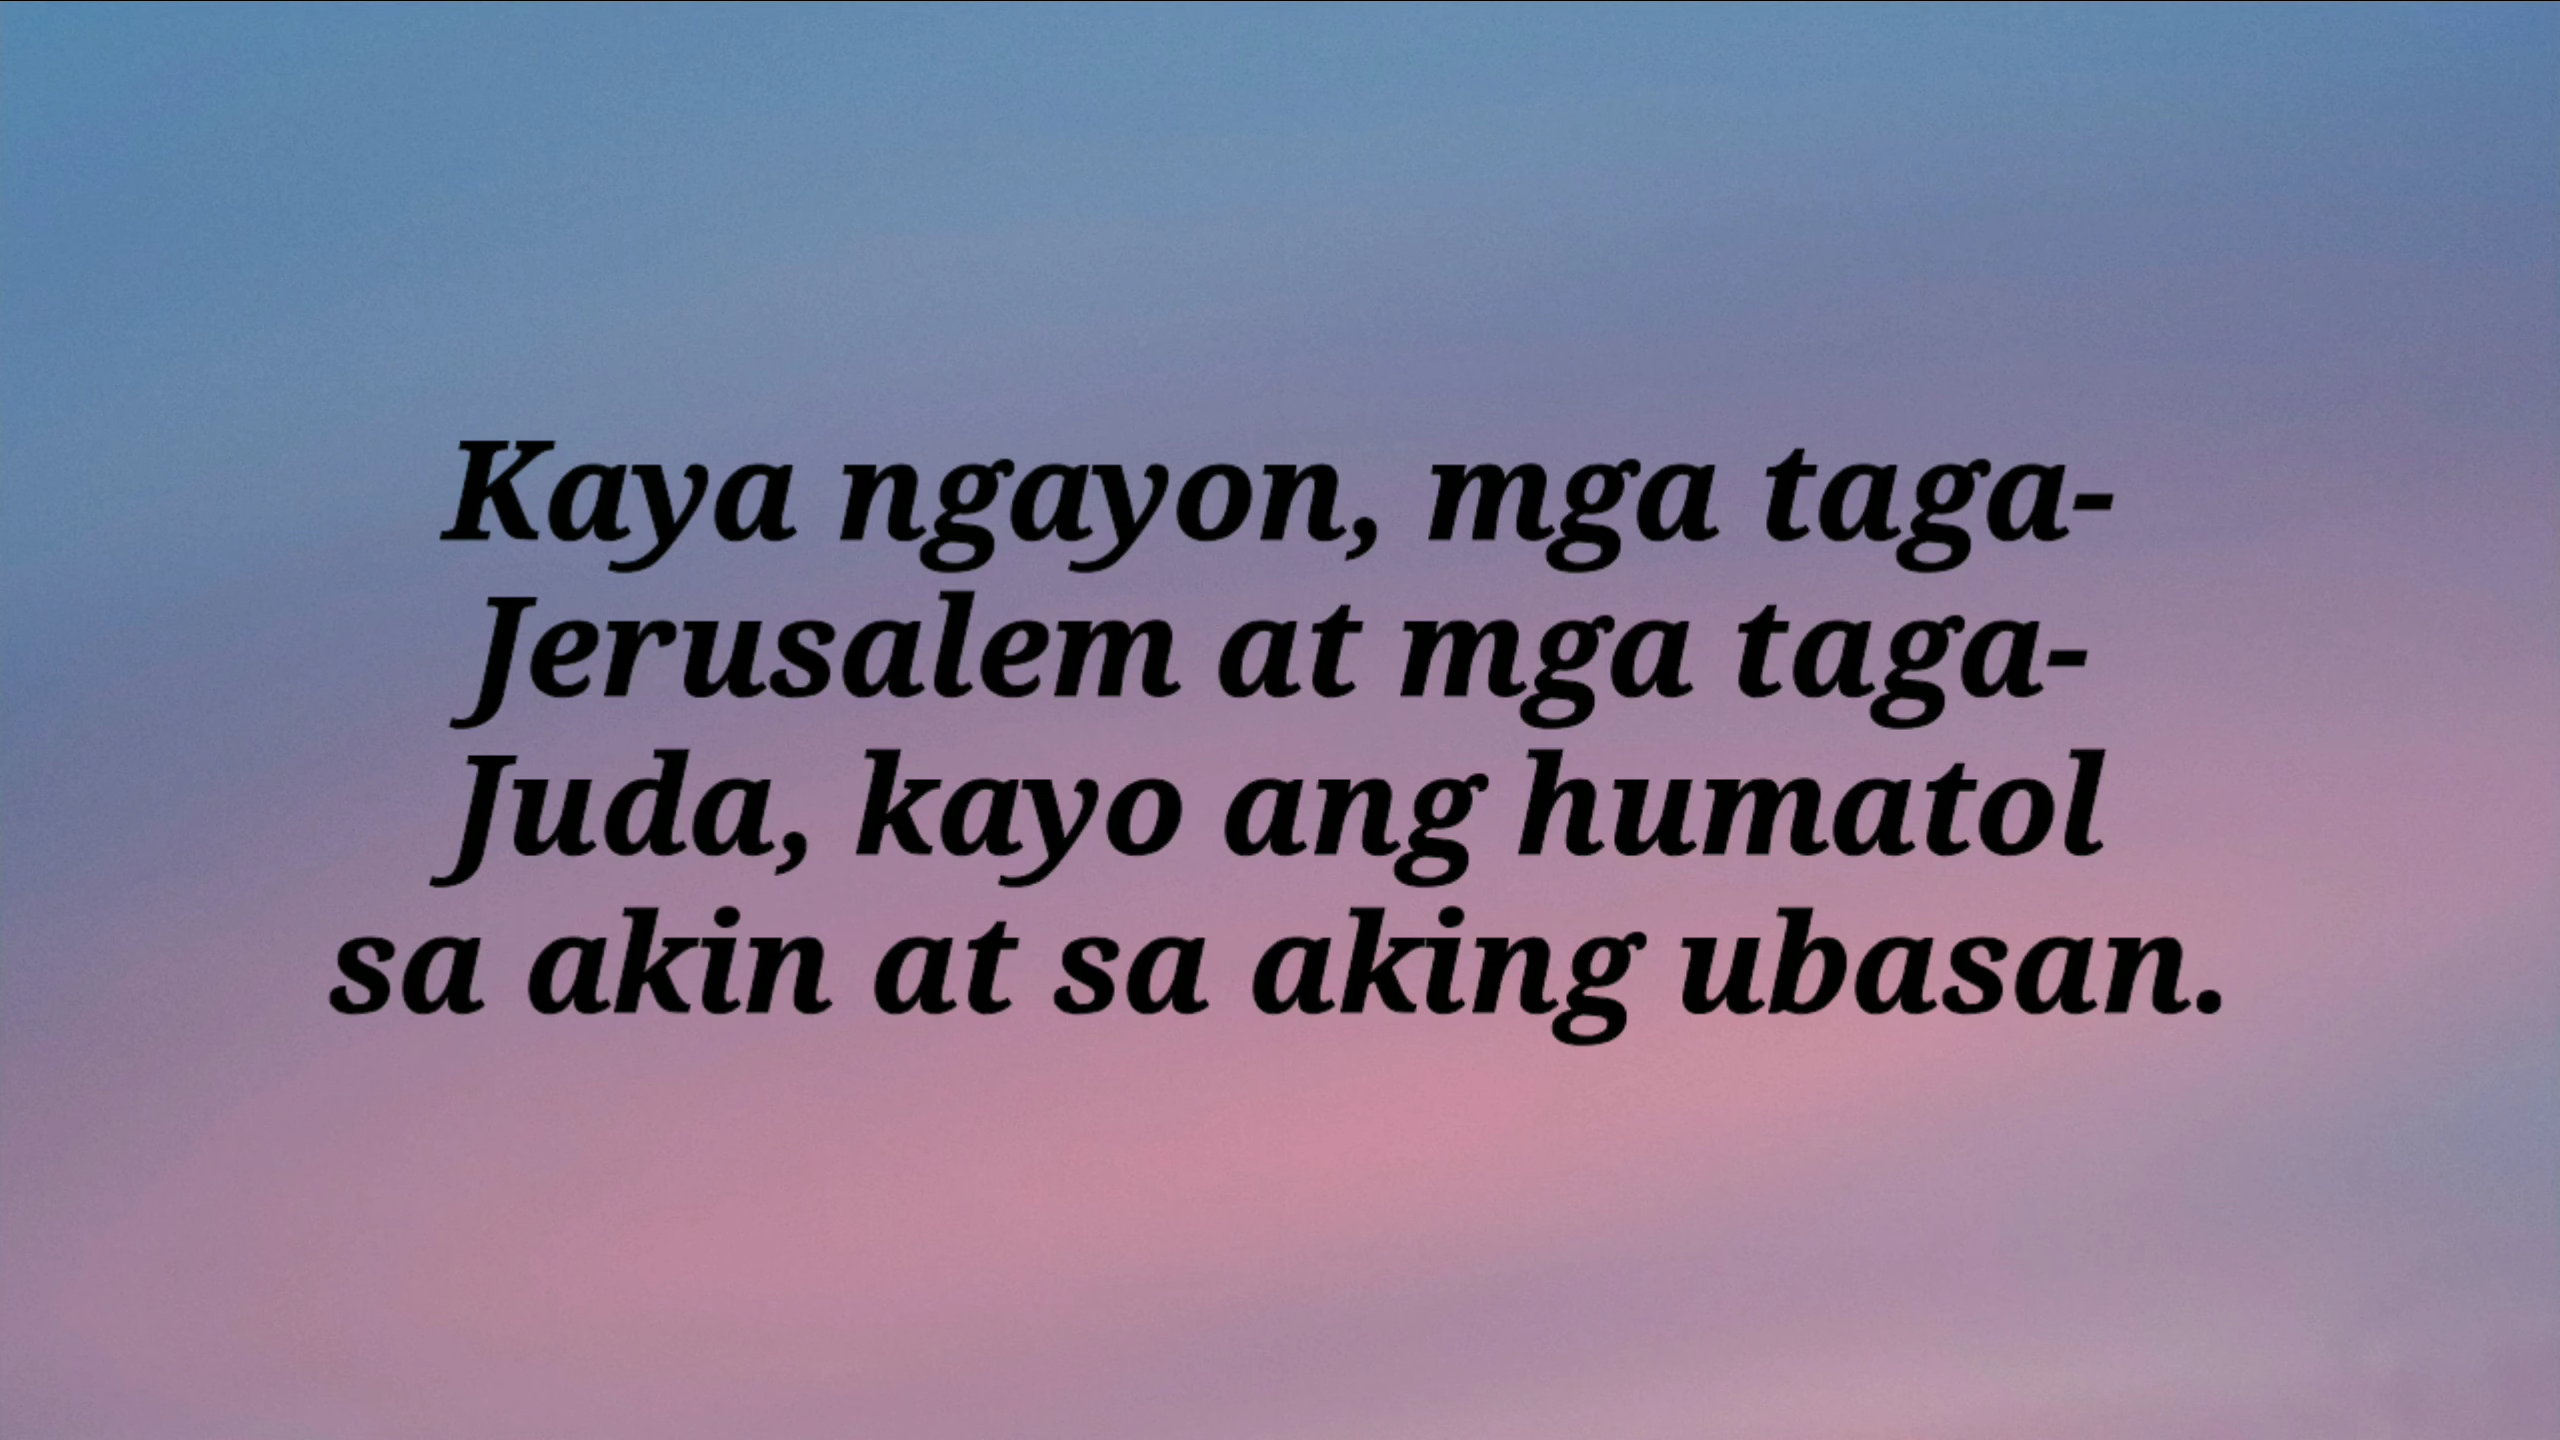 Kaya ngayon, mga taga-
Jerusalem at mga taga-
Juda, kayo ang humatol
sa akin at sa aking ubasan.